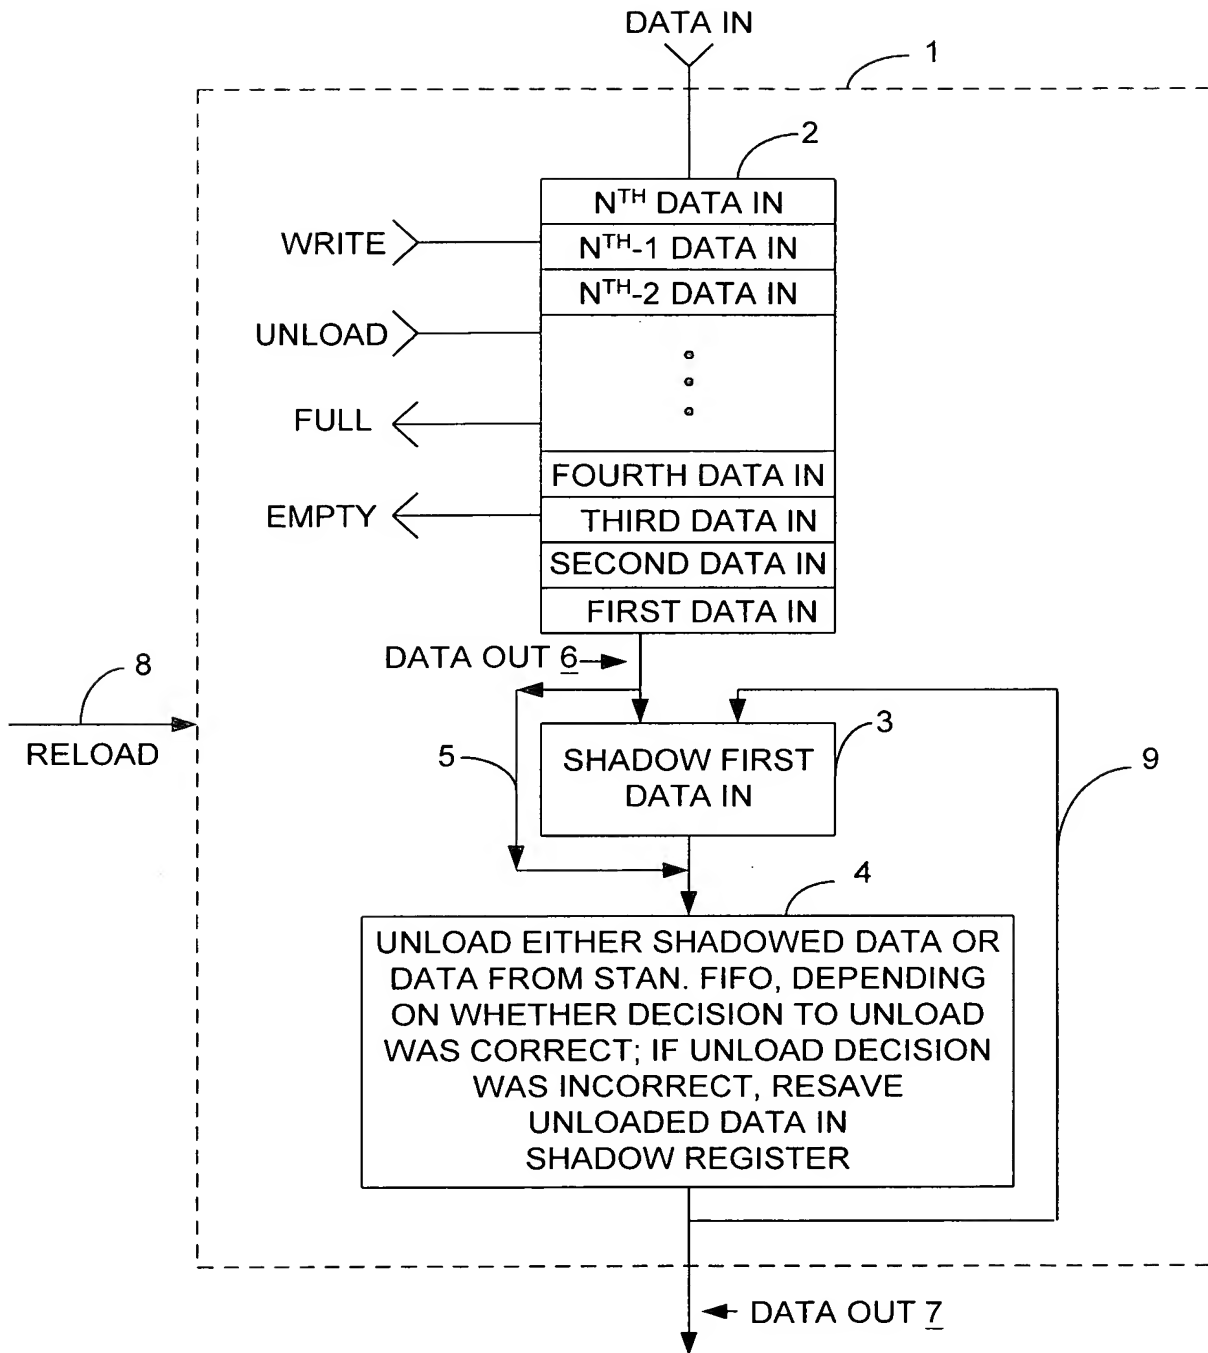 DATA IN
1
2
N^TH DATA IN
WRITE
N^TH-1 DATA IN
N^TH-2 DATA IN
UNLOAD
FULL
FOURTH DATA IN
EMPTY
THIRD DATA IN
SECOND DATA IN
FIRST DATA IN
DATA OUT 6
8
RELOAD
5
3
SHADOW FIRST
DATA IN
9
4
UNLOAD EITHER SHADOWED DATA OR
DATA FROM STAN. FIFO, DEPENDING
ON WHETHER DECISION TO UNLOAD
WAS CORRECT; IF UNLOAD DECISION
WAS INCORRECT, RESAVE
UNLOADED DATA IN
SHADOW REGISTER
DATA OUT 7